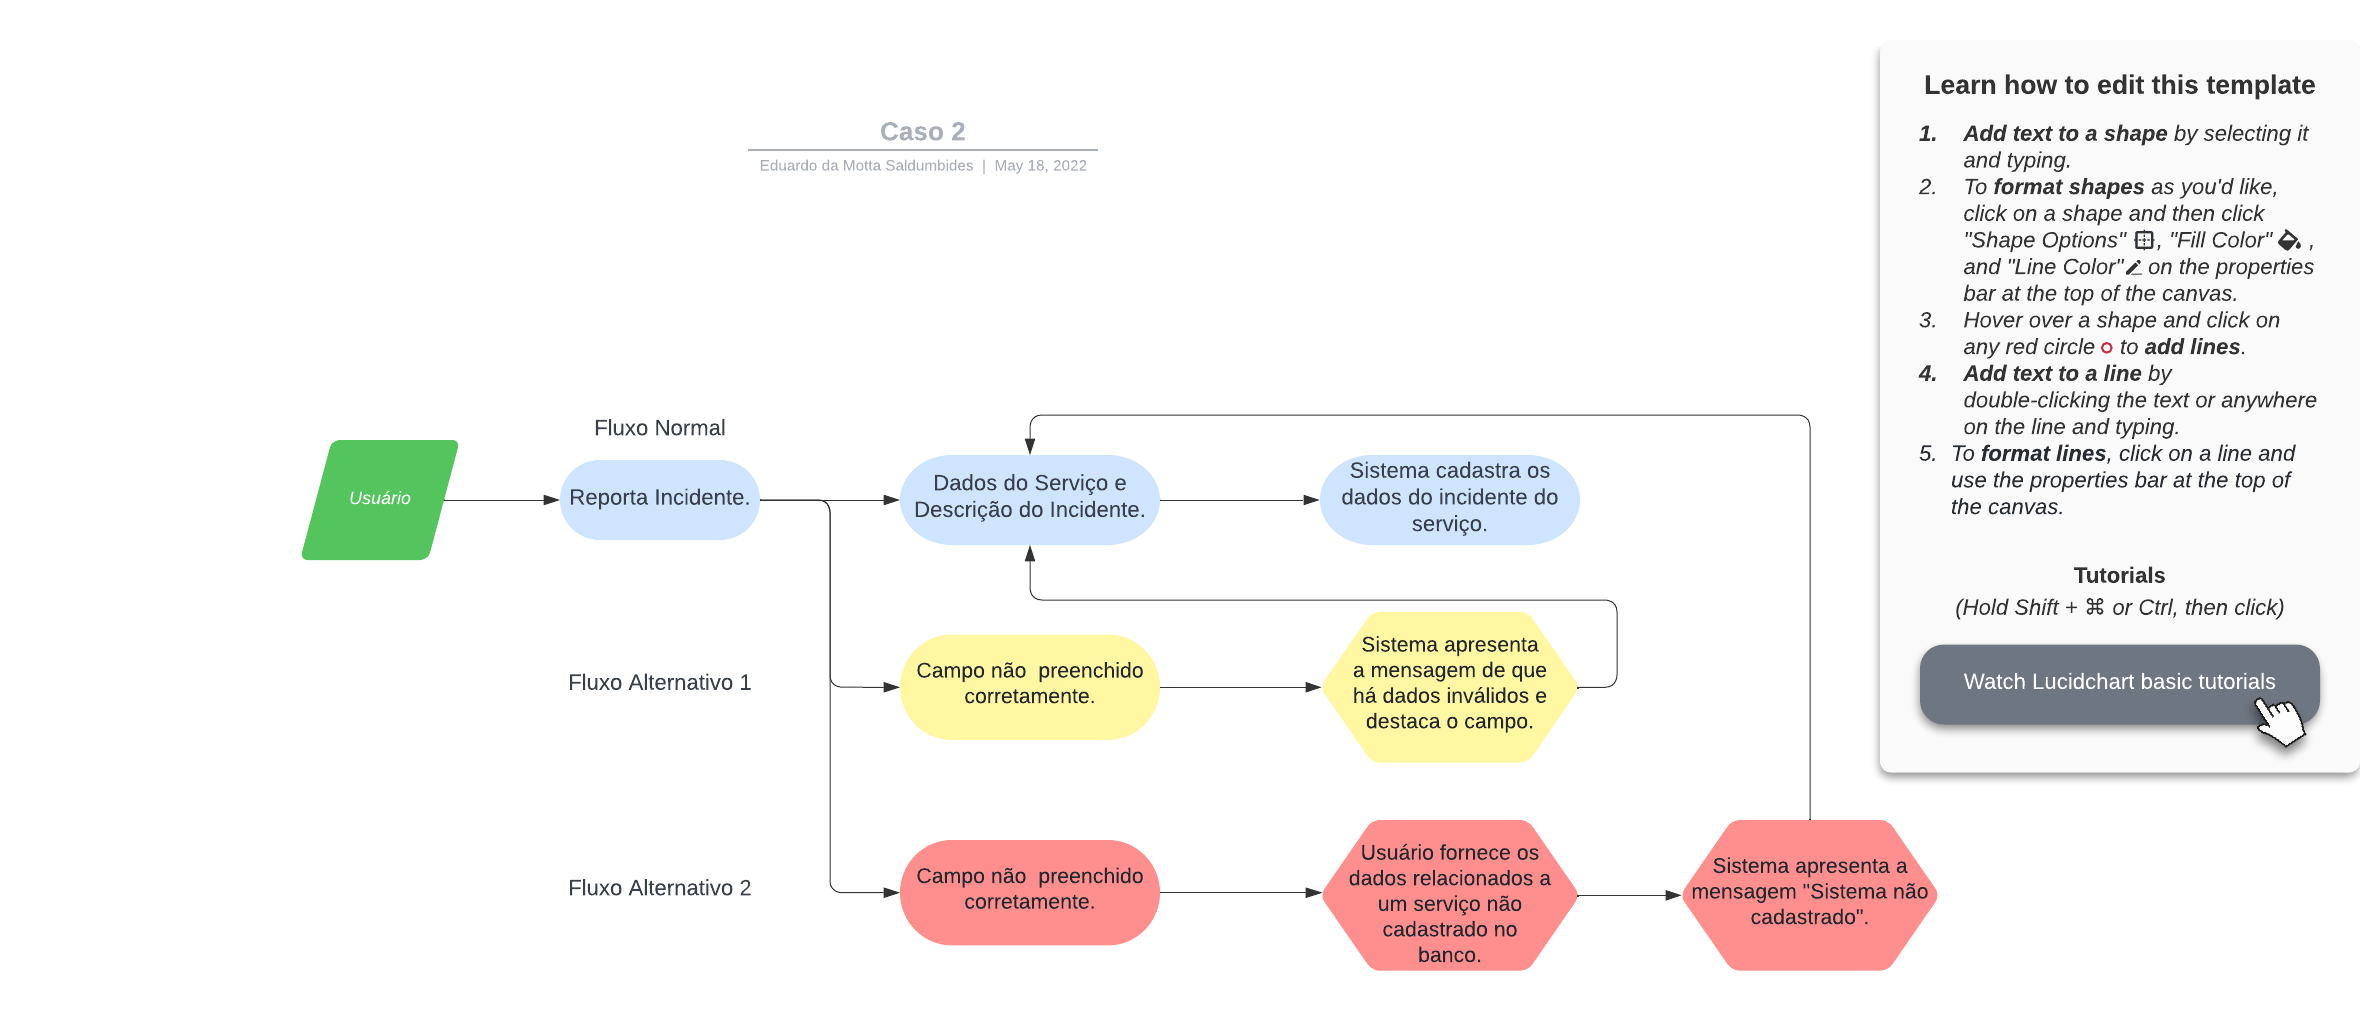 Caso 2
Eduardo da Motta Saldumbides | May 18, 2022
Fluxo Normal
Usuário
Reporta Incidente.
Dados do Serviço e
Descrição do Incidente.
Sistema cadastra os
dados do incidente do
serviço.
Fluxo Alternativo 1
Campo não  preenchido
corretamente.
Sistema apresenta
a mensagem de que
há dados inválidos e
destaca o campo.
Fluxo Alternativo 2
Campo não  preenchido
corretamente.
Usuário fornece os
dados relacionados a
um serviço não
cadastrado no
banco.
Sistema apresenta a
mensagem "Sistema não
cadastrado".
Learn how to edit this template
1. Add text to a shape by selecting it
and typing.
2. To format shapes as you'd like,
click on a shape and then click
"Shape Options" , "Fill Color" ,
and "Line Color" on the properties
bar at the top of the canvas.
3. Hover over a shape and click on
any red circle to add lines.
4. Add text to a line by
double-clicking the text or anywhere
on the line and typing.
5. To format lines, click on a line and
use the properties bar at the top of
the canvas.
Tutorials
(Hold Shift + ⌘ or Ctrl, then click)
Watch Lucidchart basic tutorials